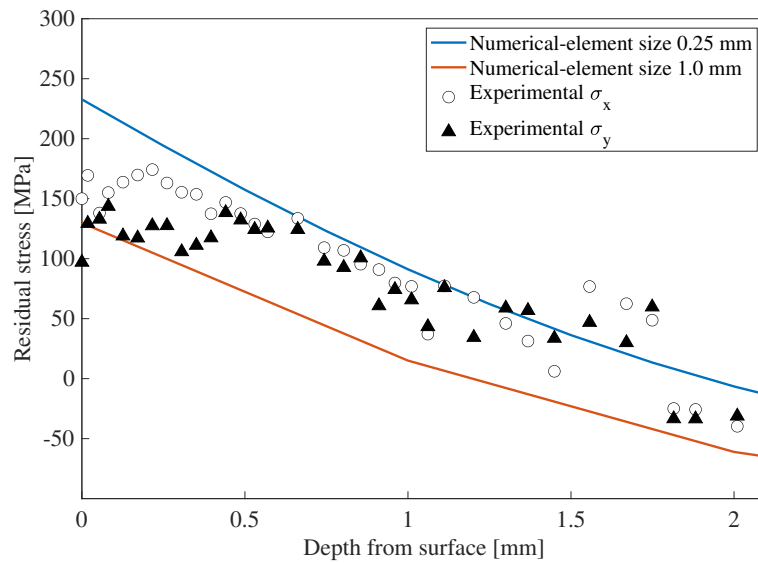 300
250
200
150
100
50
0
-50
0
0.5
1
1.5
2
Residual stress [MPa]
Depth from surface [mm]
Numerical-element size 0.25 mm
Numerical-element size 1.0 mm
Experimental σx
Experimental σy